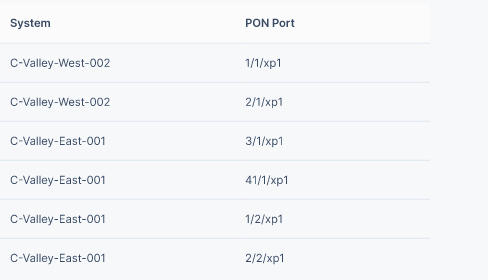 System PON Port
C-Valley-West-002 1/1/xp1
C-Valley-West-002 2/1/xp1
C-Valley-East-001 3/1/xp1
C-Valley-East-001 41/1/xp1
C-Valley-East-001 1/2/xp1
C-Valley-East-001 2/2/xp1